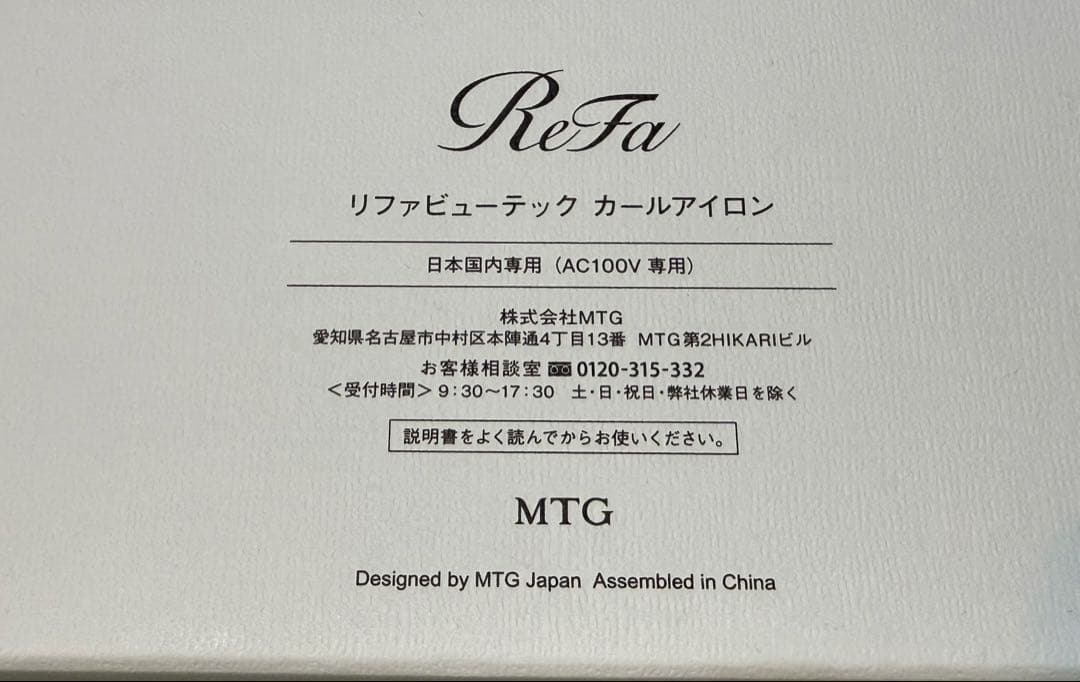 ReFa
リファビューテック カールアイロン
日本国内専用（AC100V 専用）
株式会社MTG
愛知県名古屋市中村区本陣通4丁目13番 MTG第2HIKARIビル
お客様相談室 0120-315-332
＜受付時間＞ 9：30〜17：30 土・日・祝日・弊社休業日を除く
説明書をよく読んでからお使いください。
MTG
Designed by MTG Japan Assembled in China